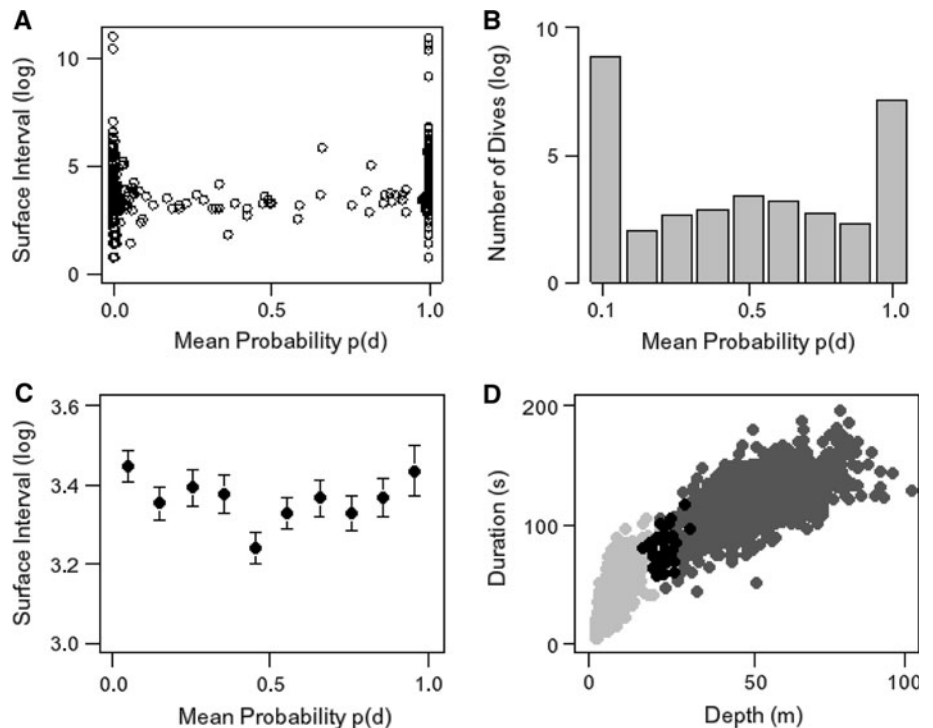 A
Surface Interval (log)
10
5
0
0.0
0.5
1.0
Mean Probability p(d)
B
Number of Dives (log)
10
5
0
0.1
0.5
1.0
Mean Probability p(d)
C
Surface Interval (log)
3.6
3.4
3.2
3.0
0.0
0.5
1.0
Mean Probability p(d)
D
Duration (s)
200
100
0
0
50
100
Depth (m)